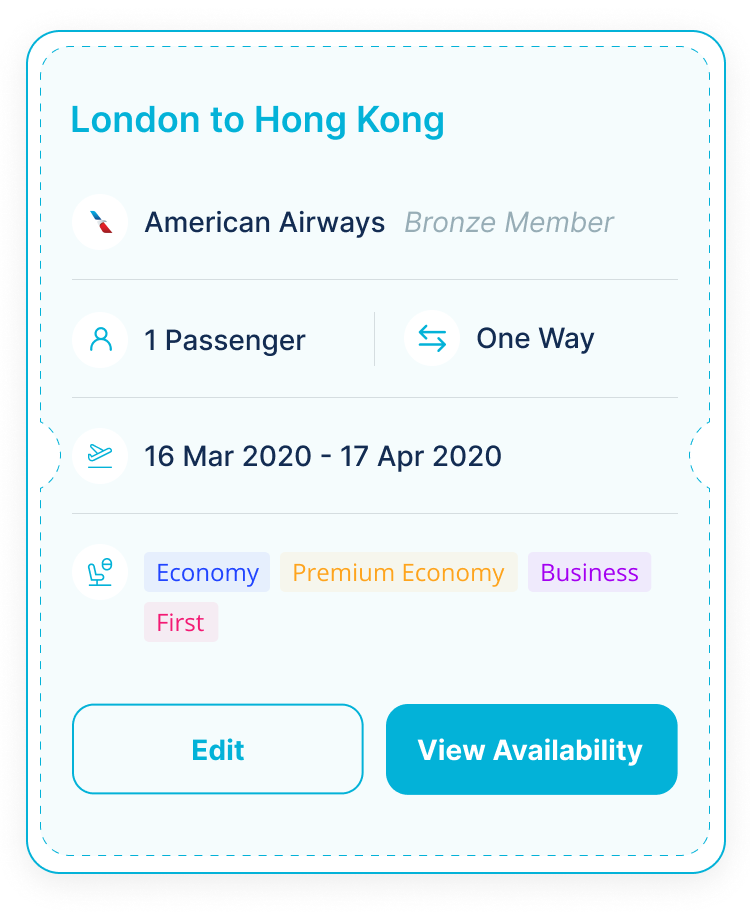 London to Hong Kong
American Airways Bronze Member
1 Passenger One Way
16 Mar 2020 - 17 Apr 2020
Economy Premium Economy Business
First
Edit View Availability